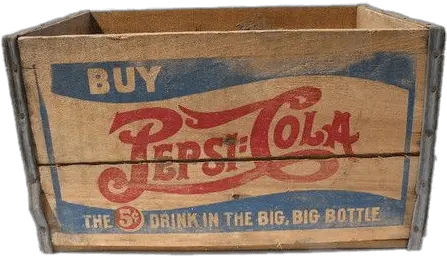 BUY
PEPSI-COLA
THE 5¢ DRINK IN THE BIG, BIG BOTTLE